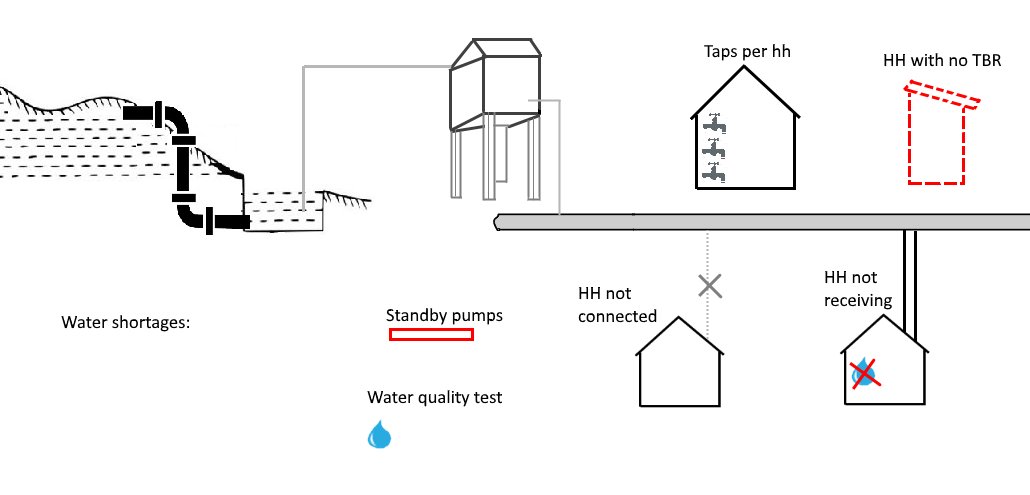 Taps per hh
HH with no TBR
HH not
connected
HH not
receiving
Water shortages:
Standby pumps
Water quality test